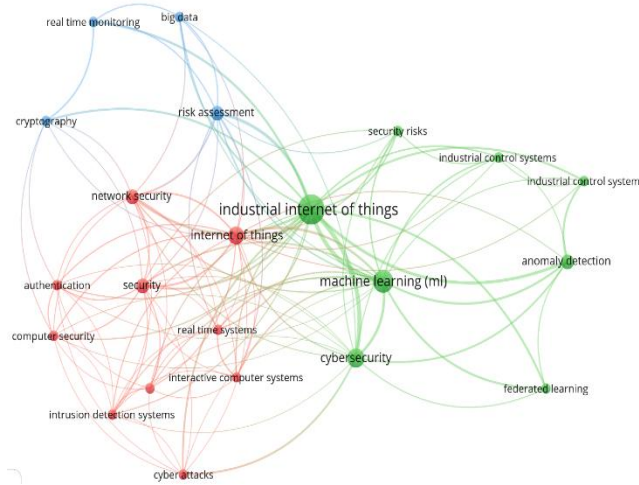 big data
real time monitoring
risk assessment
cryptography
security risks
industrial control systems
industrial control system
network security
industrial internet of things
internet of things
anomaly detection
machine learning (ml)
authentication
security
real time systems
computer security
cybersecurity
interactive computer systems
federated learning
intrusion detection systems
cyber attacks